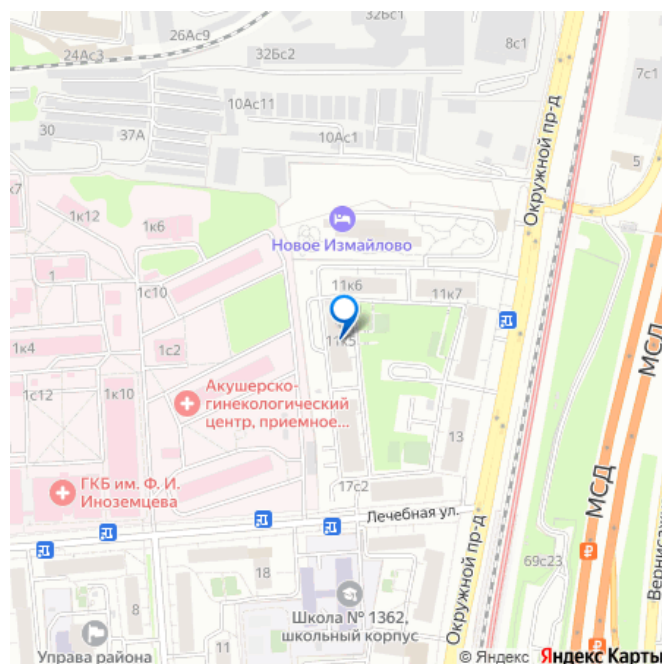 26Ас9
32Бс1
24Ас3
32Бс2
8с1
7с1
10Ас11
30
37А
10Ас1
5
Окружной пр-д
к7
1к12
1к6
Новое Измайлово
1
1с10
11к6
11к7
МСД
1к4
1с2
11к5
1с12
1к10
Акушерско-
гинекологический
центр, приемное...
13
ГКБ им. Ф. И.
Иноземцева
17с2
Лечебная ул.
МСД
69с23
18
8
11
Школа № 1362,
школьный корпус
Управа района
Окружной пр-д
Вернисаж
© Яндекс Яндекс Карты